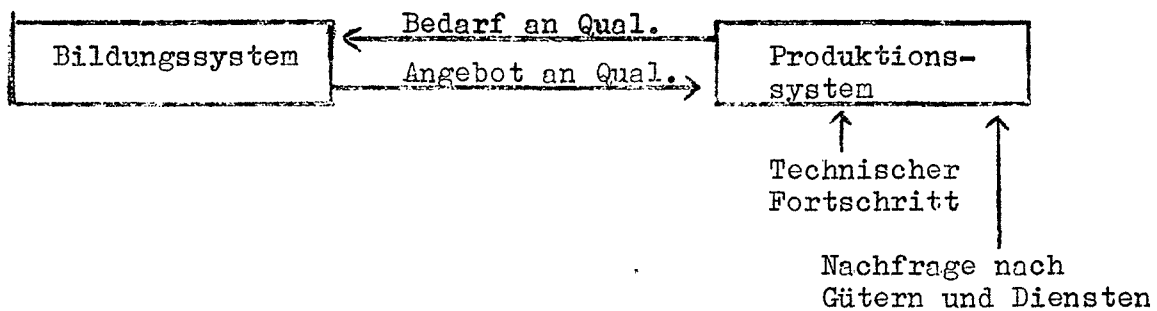 Bedarf an Qual.
Bildungssystem
Angebot an Qual.
Produktions-
system
Technischer
Fortschritt
Nachfrage nach
Gütern und Diensten